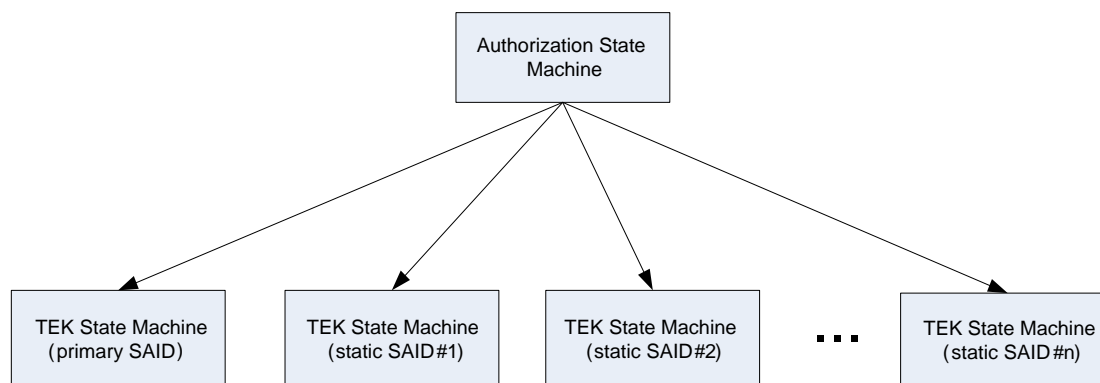 Authorization State
Machine
TEK State Machine
(primary SAID)
TEK State Machine
(static SAID#1)
TEK State Machine
(static SAID#2)
...
TEK State Machine
(static SAID#n)